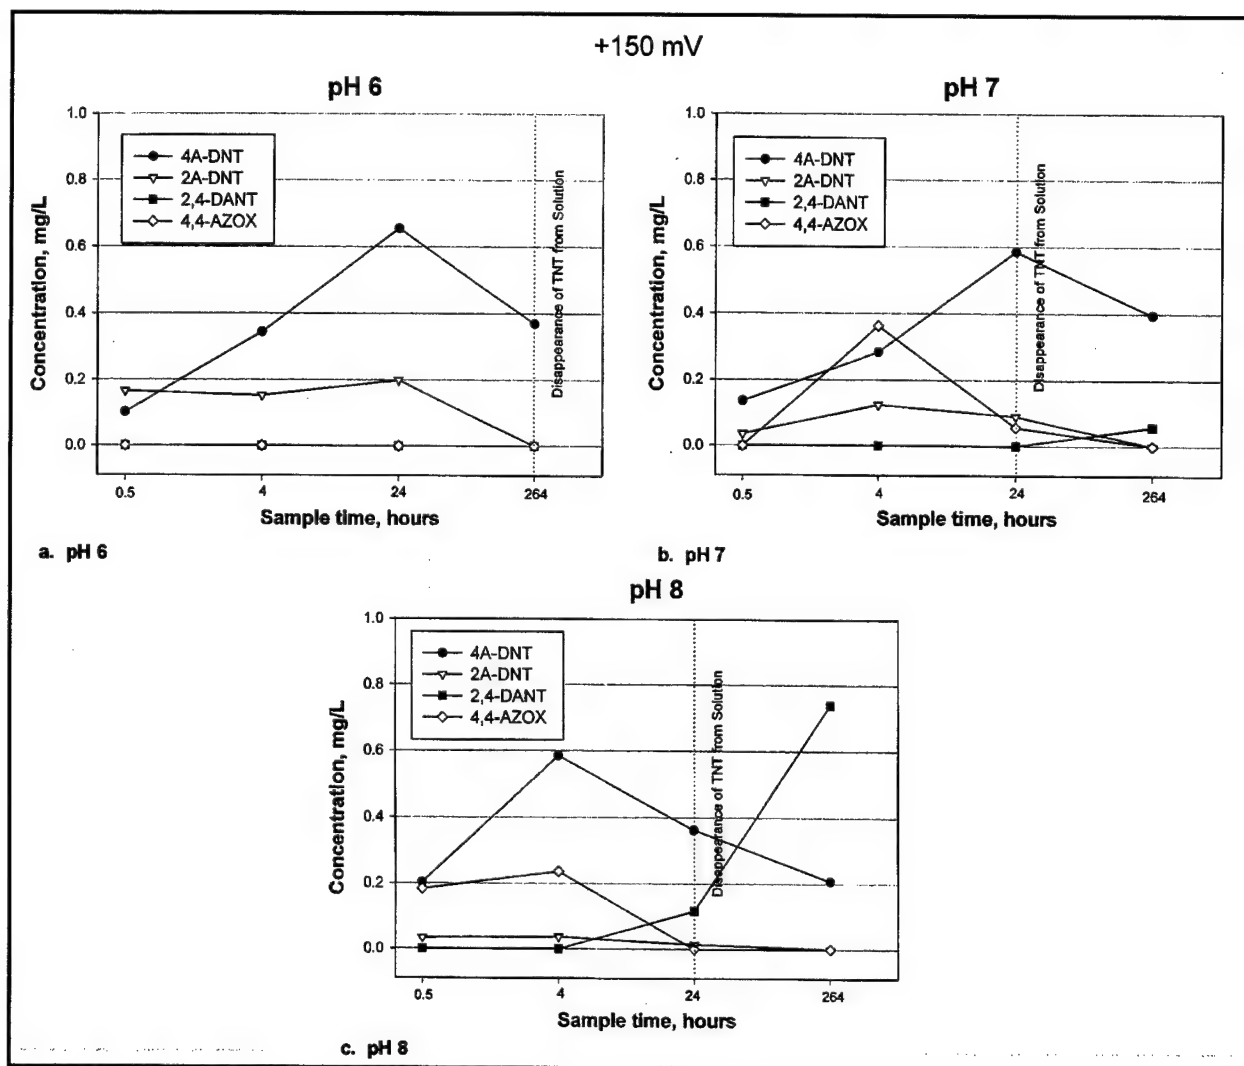 +150 mV
pH 6
1.0
0.8
0.6
0.4
0.2
0.0
Concentration, mg/L
4A-DNT
2A-DNT
2,4-DANT
4,4-AZOX
Disappearance of TNT from Solution
0.5 4 24 264
Sample time, hours
a. pH 6
pH 7
1.0
0.8
0.6
0.4
0.2
0.0
Concentration, mg/L
4A-DNT
2A-DNT
2,4-DANT
4,4-AZOX
Disappearance of TNT from Solution
0.5 4 24 264
Sample time, hours
b. pH 7
pH 8
1.0
0.8
0.6
0.4
0.2
0.0
Concentration, mg/L
4A-DNT
2A-DNT
2,4-DANT
4,4-AZOX
Disappearance of TNT from Solution
0.5 4 24 264
Sample time, hours
c. pH 8